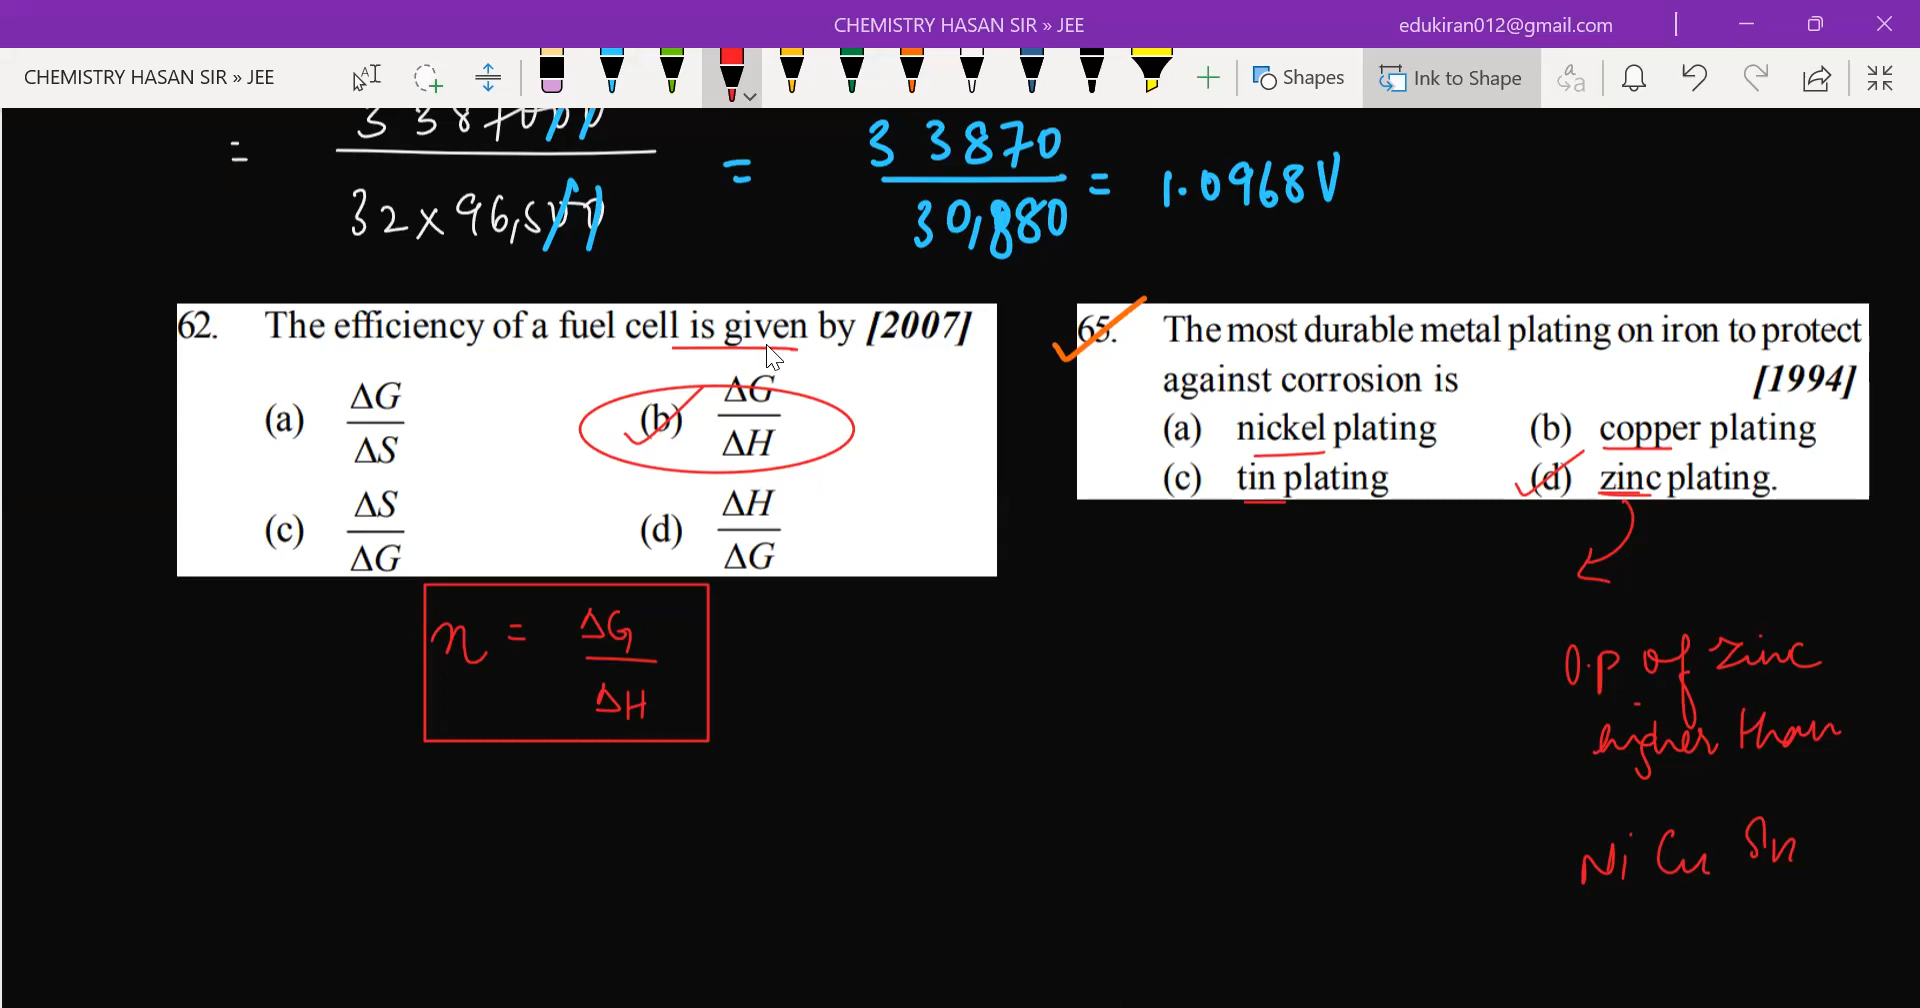 CHEMISTRY HASAN SIR » JEE
edukiran012@gmail.com
CHEMISTRY HASAN SIR » JEE
Shapes
Ink to Shape
= 338700 / 32 × 96,500 = 33870 / 30,880 = 1.0968 V
62. The efficiency of a fuel cell is given by [2007]
(a) ΔG/ΔS (b) ΔG/ΔH
(c) ΔS/ΔG (d) ΔH/ΔG
η = ΔG/ΔH
65. The most durable metal plating on iron to protect
against corrosion is [1994]
(a) nickel plating (b) copper plating
(c) tin plating (d) zinc plating.
O.P of zinc
higher than
Ni Cu Sn